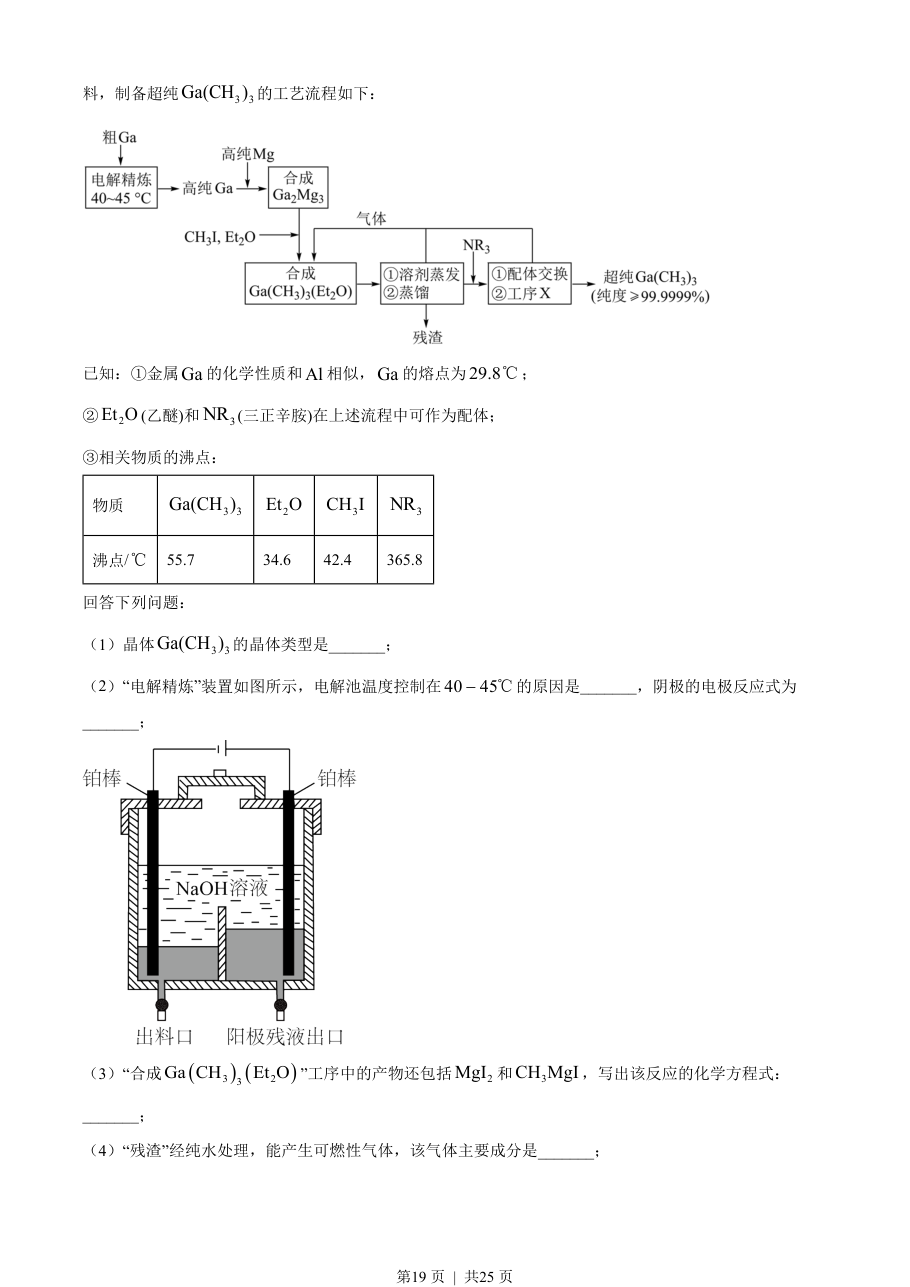 料，制备超纯Ga(CH₃)₃的工艺流程如下：
粗Ga
高纯Mg
电解精炼
40~45 °C
高纯 Ga
合成
Ga₂Mg₃
气体
CH₃I, Et₂O
NR₃
合成
Ga(CH₃)₃(Et₂O)
①溶剂蒸发
②蒸馏
①配体交换
②工序 X
超纯Ga(CH₃)₃
(纯度≥99.9999%)
残渣
已知：①金属Ga 的化学性质和Al相似，Ga 的熔点为29.8℃；
②Et₂O(乙醚)和 NR₃(三正辛胺)在上述流程中可作为配体；
③相关物质的沸点：
物质 Ga(CH₃)₃ Et₂O CH₃I NR₃
沸点/℃ 55.7 34.6 42.4 365.8
回答下列问题：
（1）晶体Ga(CH₃)₃的晶体类型是_______；
（2）“电解精炼”装置如图所示，电解池温度控制在40－45℃ 的原因是_______，阴极的电极反应式为
_______；
铂棒
铂棒
NaOH溶液
出料口
阳极残液出口
（3）“合成Ga(CH₃)₃(Et₂O)”工序中的产物还包括MgI₂ 和CH₃MgI，写出该反应的化学方程式：
_______；
（4）“残渣”经纯水处理，能产生可燃性气体，该气体主要成分是_______；
第19 页 | 共25 页